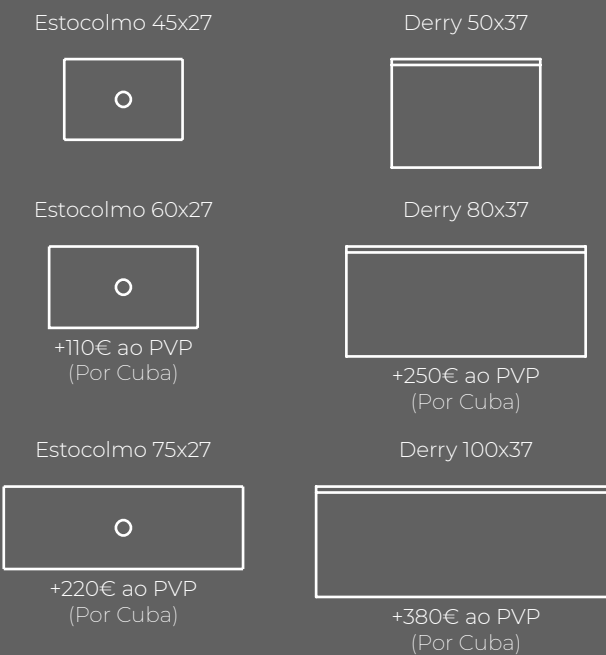 Estocolmo 45x27
Derry 50x37
Estocolmo 60x27
+110€ ao PVP
(Por Cuba)
Derry 80x37
+250€ ao PVP
(Por Cuba)
Estocolmo 75x27
+220€ ao PVP
(Por Cuba)
Derry 100x37
+380€ ao PVP
(Por Cuba)